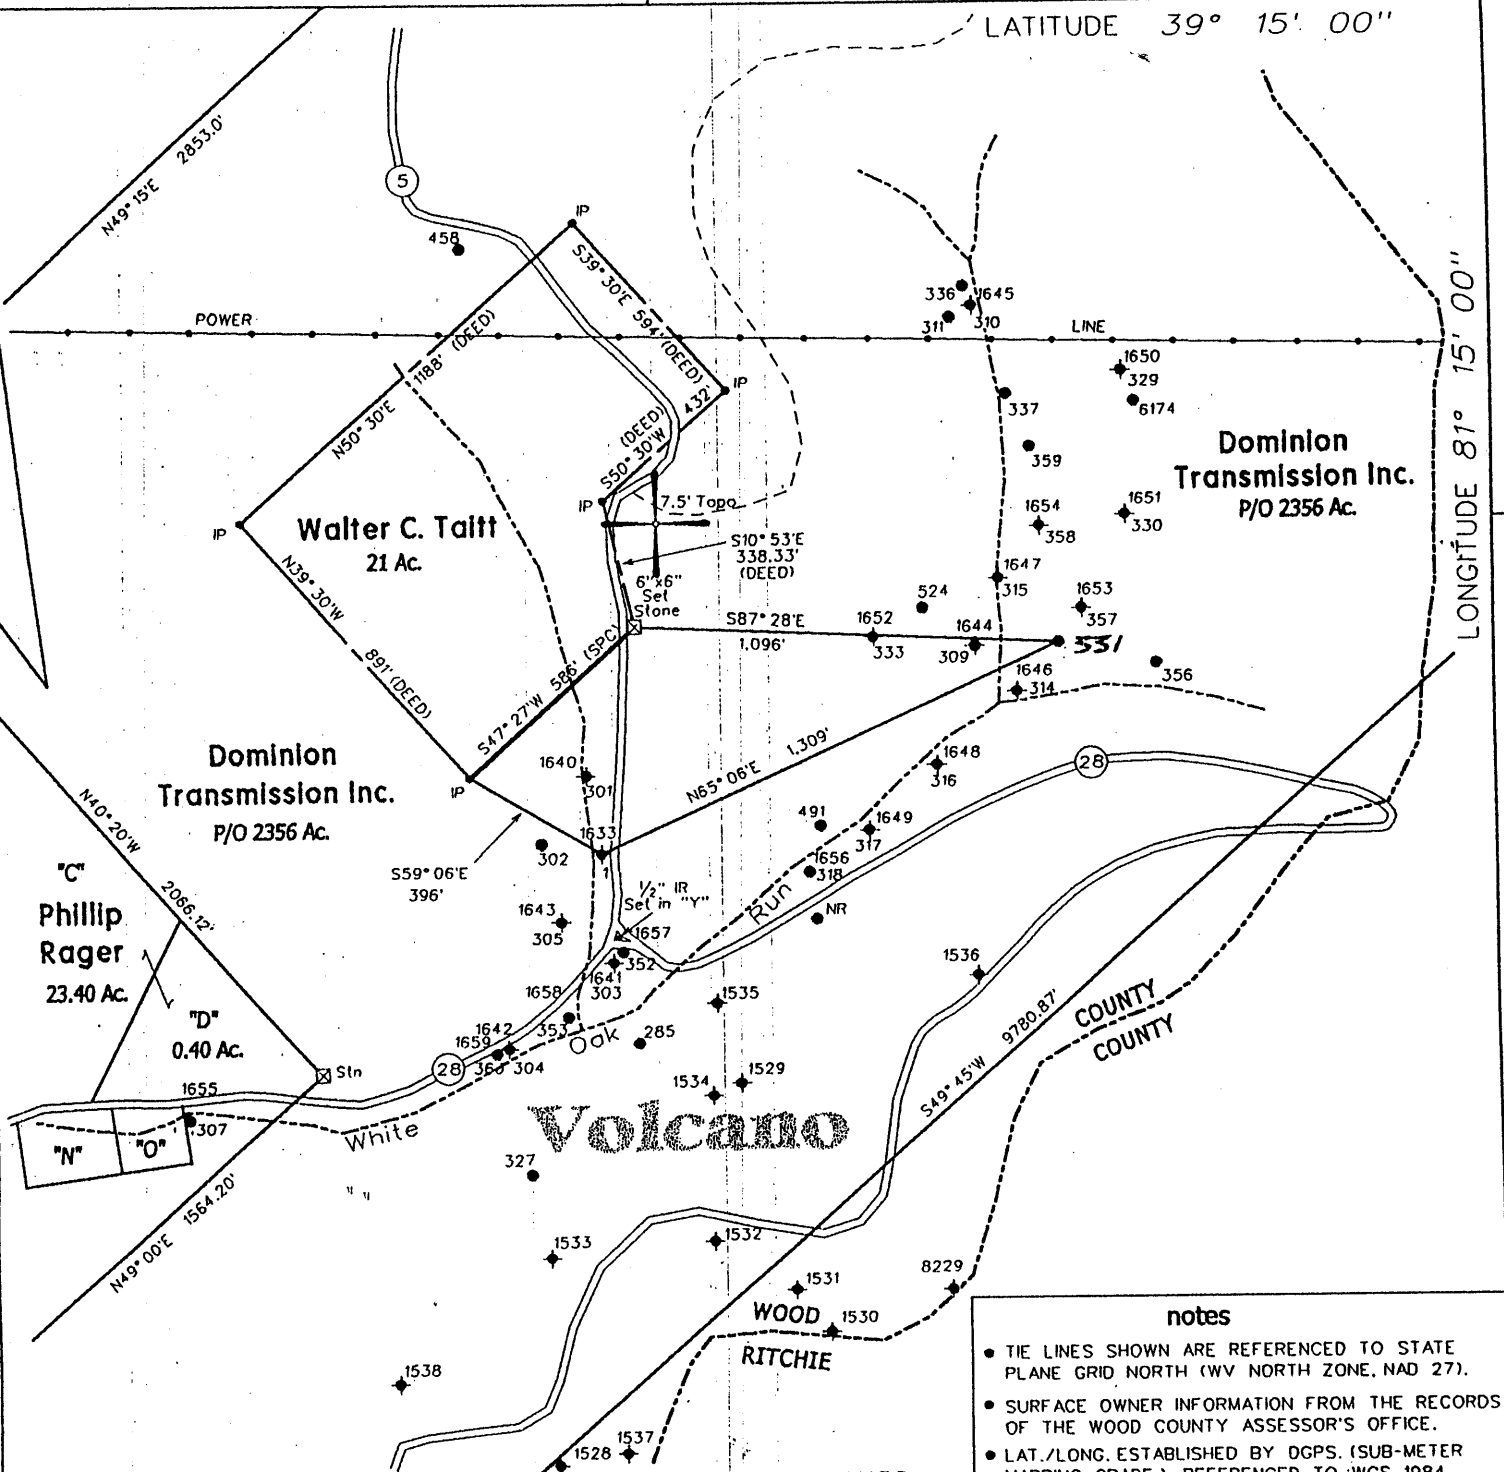 LATITUDE 39° 15' 00"
N49° 15'E 2853.0'
5
IP
458
S39° 30'E 594' (DEED)
336
1645
311
310
POWER
LINE
LONGITUDE 81° 15' 00"
1188' (DEED)
N50° 30'E
1650
329
6174
337
IP
(DEED) 432'
S50° 30'W
359
Dominion
Transmission Inc.
P/O 2356 Ac.
IP
7.5' Topo
1654
358
1651
330
IP
Walter C. Taitt
21 Ac.
S10° 53'E
338.33'
(DEED)
N39° 30'W
891' (DEED)
6"x6"
Set
Stone
1647
315
524
1653
357
S87° 28'E
1,096'
1652
333
1644
309
331
356
1646
314
S47° 27'W 586' (SPC)
Dominion
Transmission Inc.
P/O 2356 Ac.
IP
1640
301
N65° 06'E 1,309'
1648
316
28
N40° 20'W
2066.12'
491
1649
317
302
1633
1
S59° 06'E
396'
1656
318
"C"
Phillip
Rager
23.40 Ac.
1/2" IR
Set in "Y"
Run
NR
1643
305
1657
352
1641
303
1536
1658
353
1535
"D"
0.40 Ac.
1642
1659
304
Oak
285
COUNTY
COUNTY
S49° 45'W 9780.87'
Stn
28
1534
1529
1655
307
"N"
"O"
White
Volcano
327
" "
N49° 00'E 1564.20'
1533
1532
1531
8229
WOOD
1530
RITCHIE
1538
1537
1528
notes
• TIE LINES SHOWN ARE REFERENCED TO STATE
PLANE GRID NORTH (WV NORTH ZONE, NAD 27).
• SURFACE OWNER INFORMATION FROM THE RECORDS
OF THE WOOD COUNTY ASSESSOR'S OFFICE.
• LAT./LONG. ESTABLISHED BY DGPS. (SUB-METER
MAPPING GRADE) REFERENCED TO WGS 1984